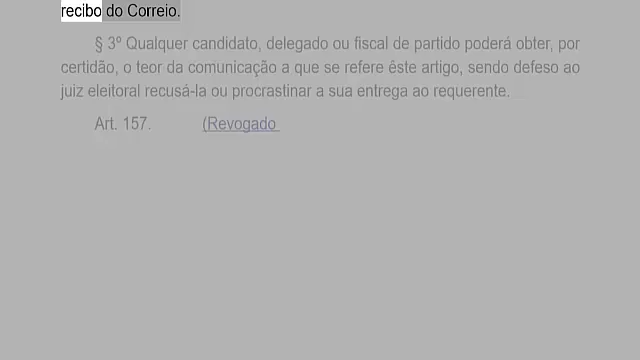 recibo do Correio.
§ 3º Qualquer candidato, delegado ou fiscal de partido poderá obter, por
certidão, o teor da comunicação a que se refere êste artigo, sendo defeso ao
juiz eleitoral recusá-la ou procrastinar a sua entrega ao requerente.
Art. 157. (Revogado